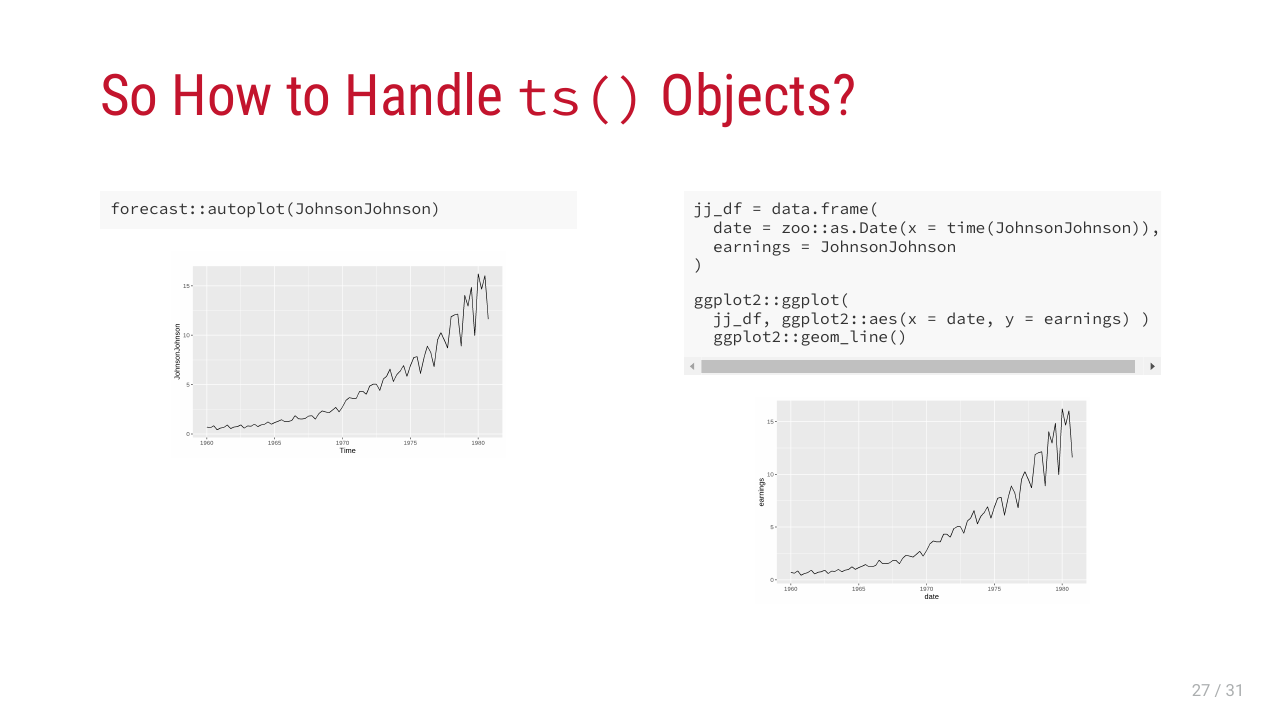 So How to Handle ts() Objects?
forecast::autoplot(JohnsonJohnson)
15
10
5
0
JohnsonJohnson
1960 1965 1970 1975 1980
Time
jj_df = data.frame(
  date = zoo::as.Date(x = time(JohnsonJohnson)),
  earnings = JohnsonJohnson
)
ggplot2::ggplot(
  jj_df, ggplot2::aes(x = date, y = earnings) )
  ggplot2::geom_line()
15
10
5
0
earnings
1960 1965 1970 1975 1980
date
27 / 31